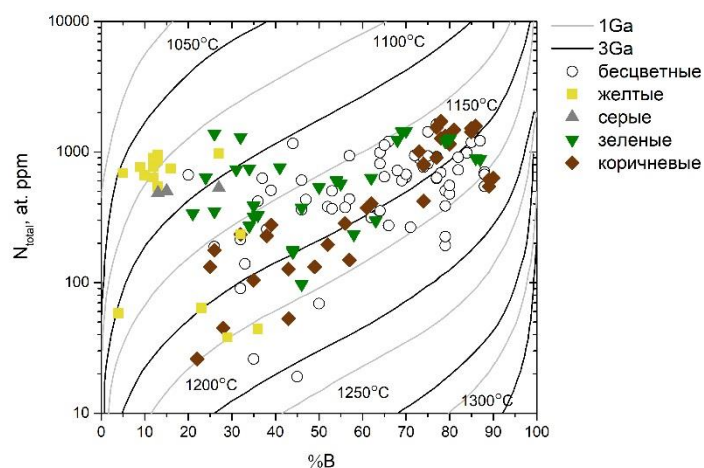 10000
1000
100
10
N total, at. ppm
1050°C
1100°C
1150°C
1200°C
1250°C
1300°C
0 10 20 30 40 50 60 70 80 90 100
%B
1Ga
3Ga
бесцветные
желтые
серые
зеленые
коричневые